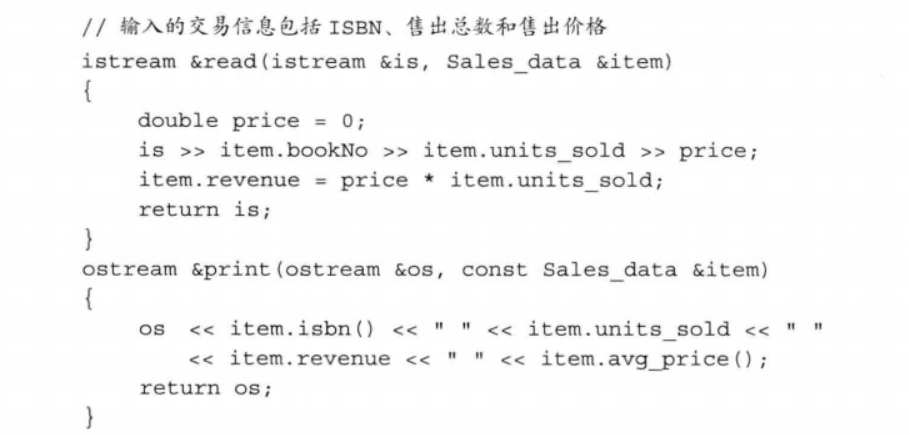 // 输入的交易信息包括 ISBN、售出总数和售出价格
istream &read(istream &is, Sales_data &item)
{
    double price = 0;
    is >> item.bookNo >> item.units_sold >> price;
    item.revenue = price * item.units_sold;
    return is;
}
ostream &print(ostream &os, const Sales_data &item)
{
    os << item.isbn() << " " << item.units_sold << " "
       << item.revenue << " " << item.avg_price();
    return os;
}